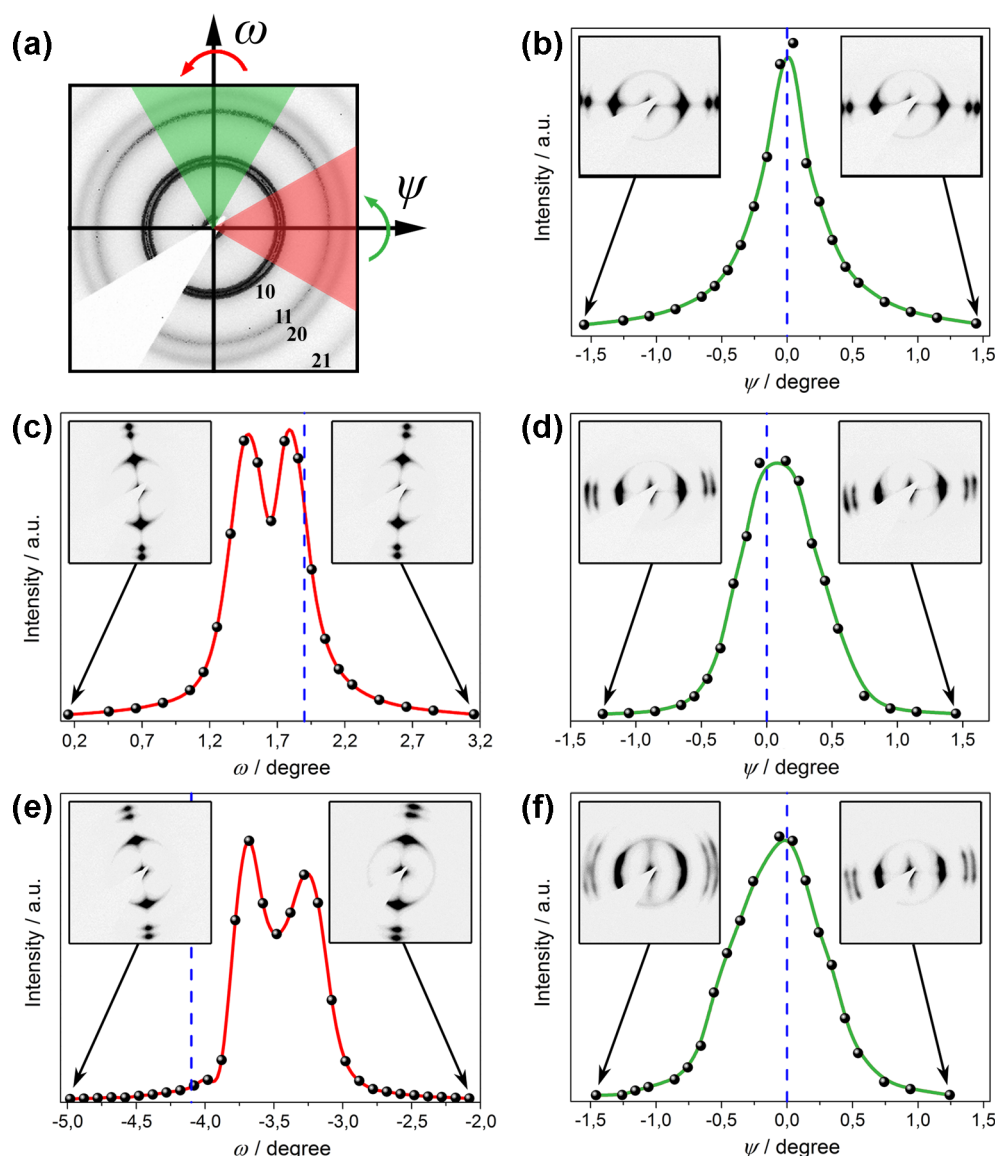 (a)
ω
ψ
10
11
20
21
(b)
Intensity / a.u.
-1,5 -1,0 -0,5 0,0 0,5 1,0 1,5
ψ / degree
(c)
Intensity / a.u.
0,2 0,7 1,2 1,7 2,2 2,7 3,2
ω / degree
(d)
Intensity / a.u.
-1,5 -1,0 -0,5 0,0 0,5 1,0 1,5
ψ / degree
(e)
Intensity / a.u.
-5,0 -4,5 -4,0 -3,5 -3,0 -2,5 -2,0
ω / degree
(f)
Intensity / a.u.
-1,5 -1,0 -0,5 0,0 0,5 1,0 1,5
ψ / degree